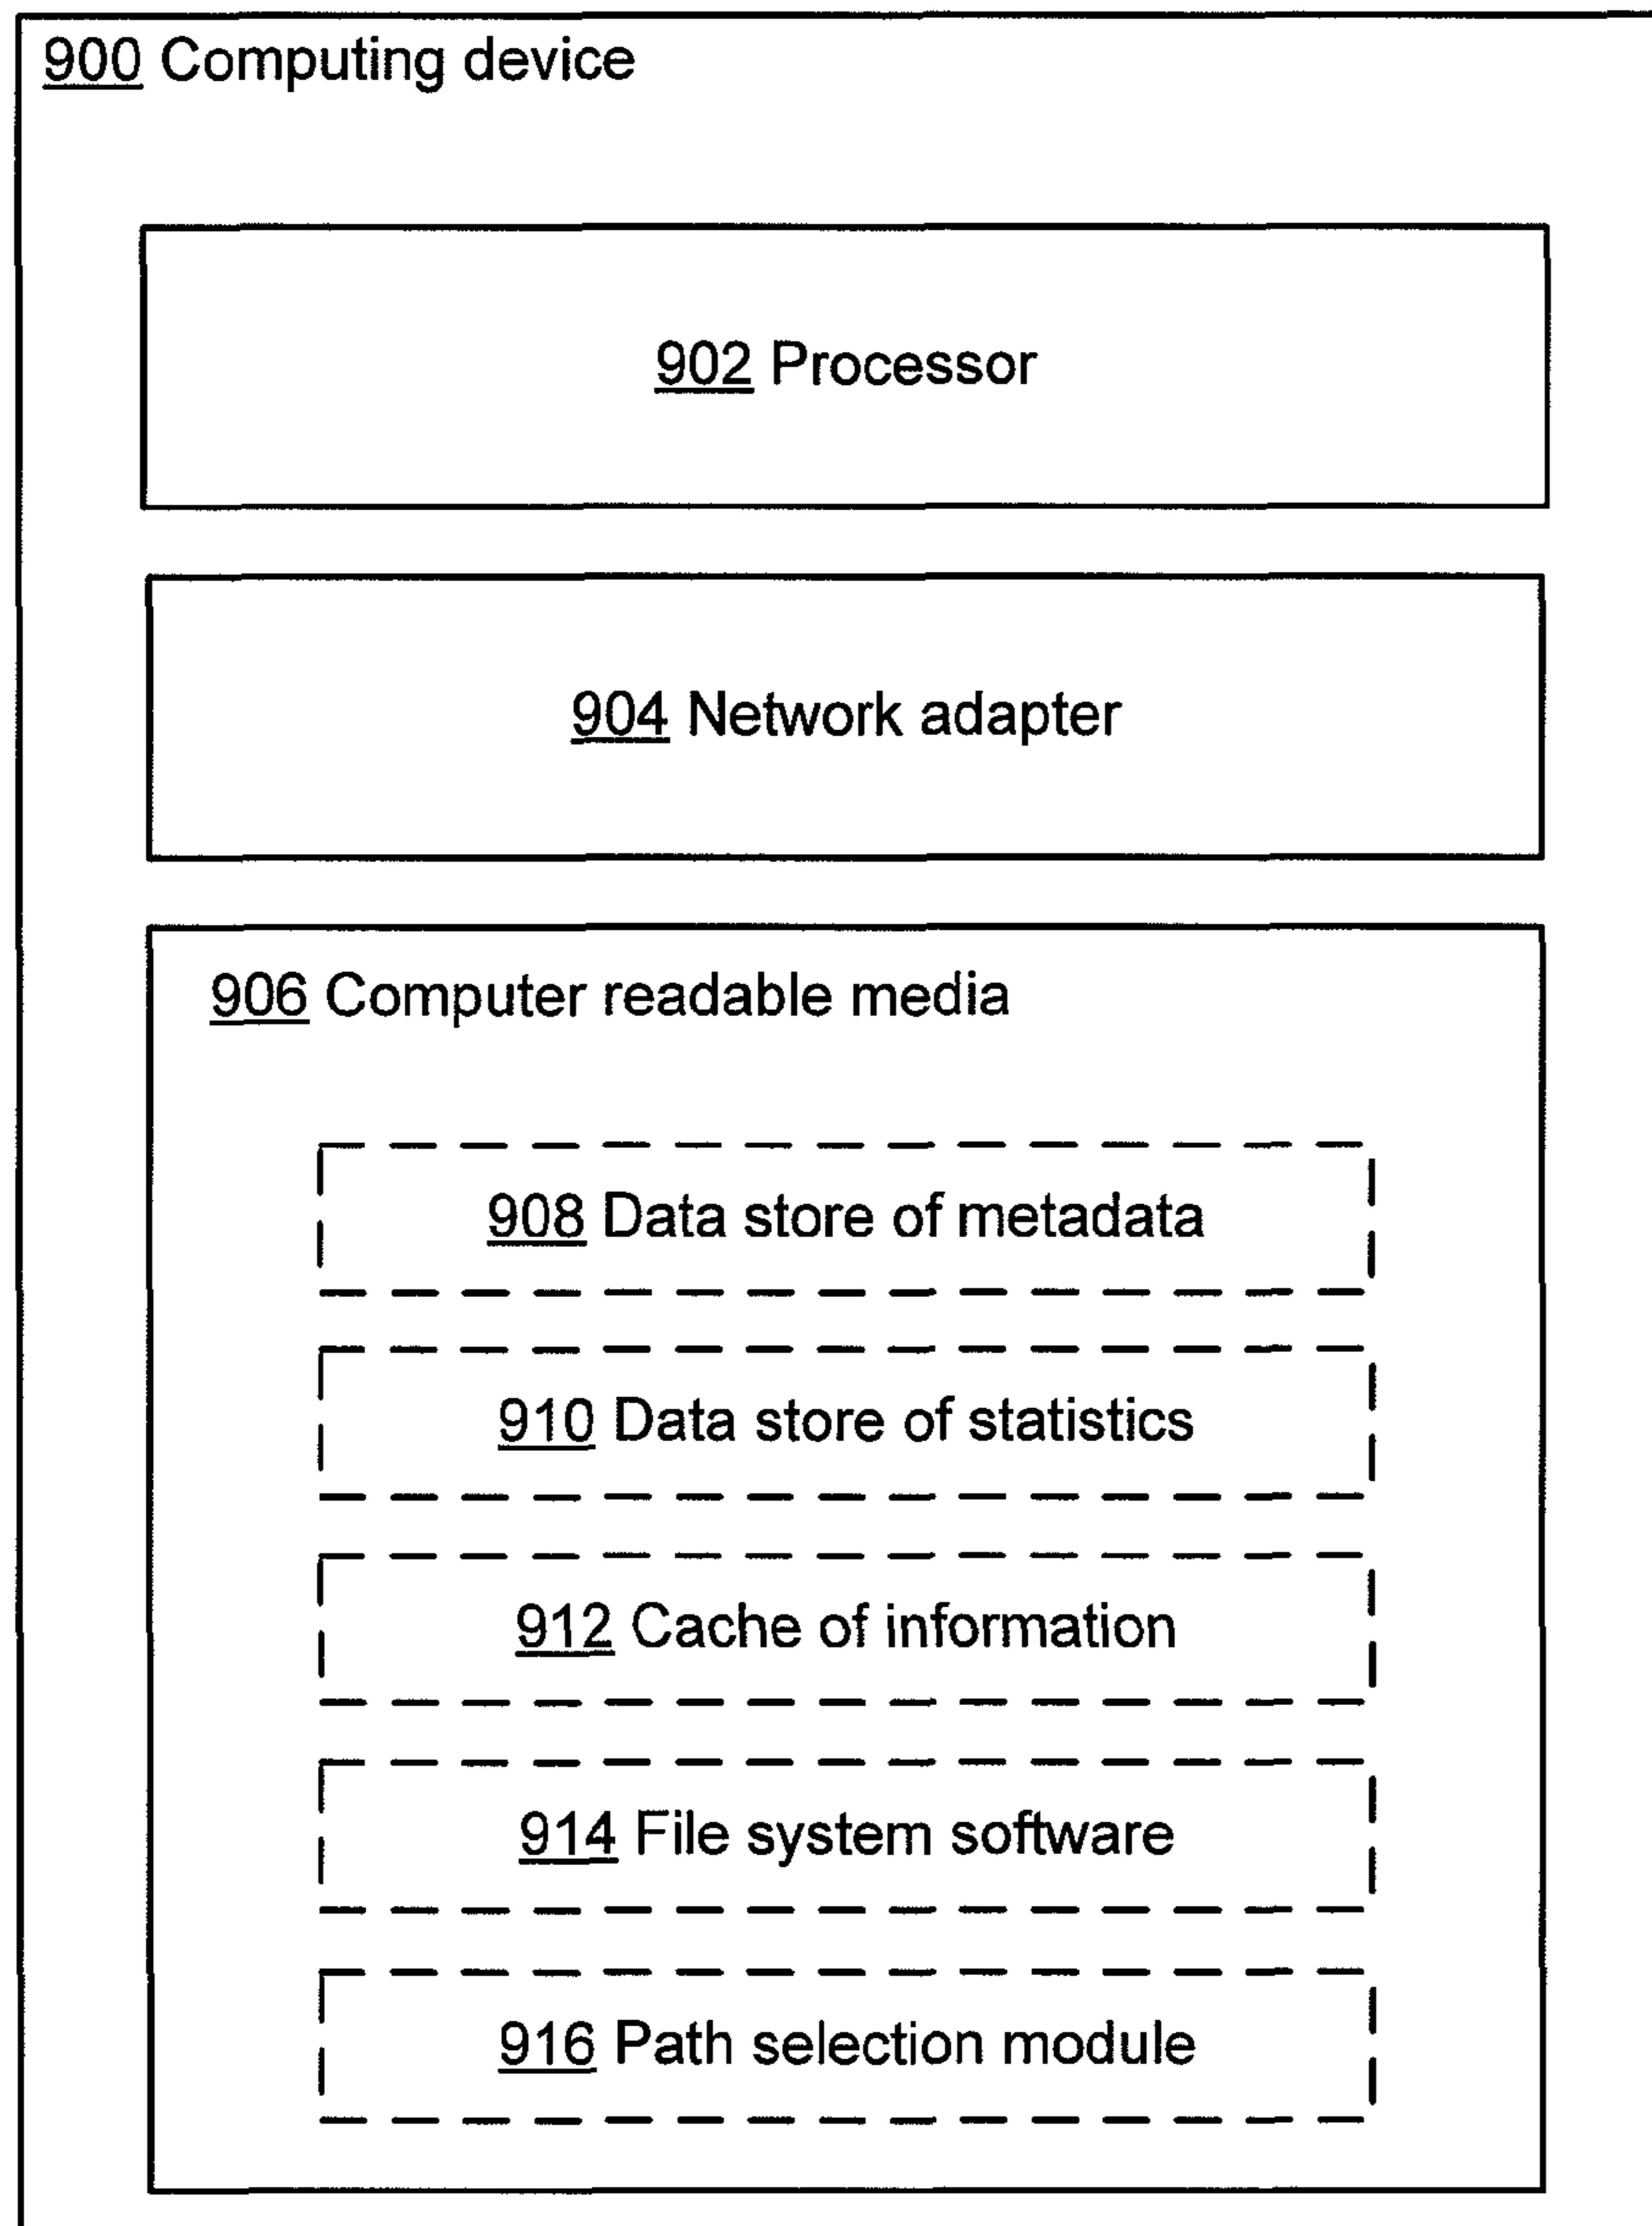 900 Computing device
902 Processor
904 Network adapter
906 Computer readable media
908 Data store of metadata
910 Data store of statistics
912 Cache of information
914 File system software
916 Path selection module